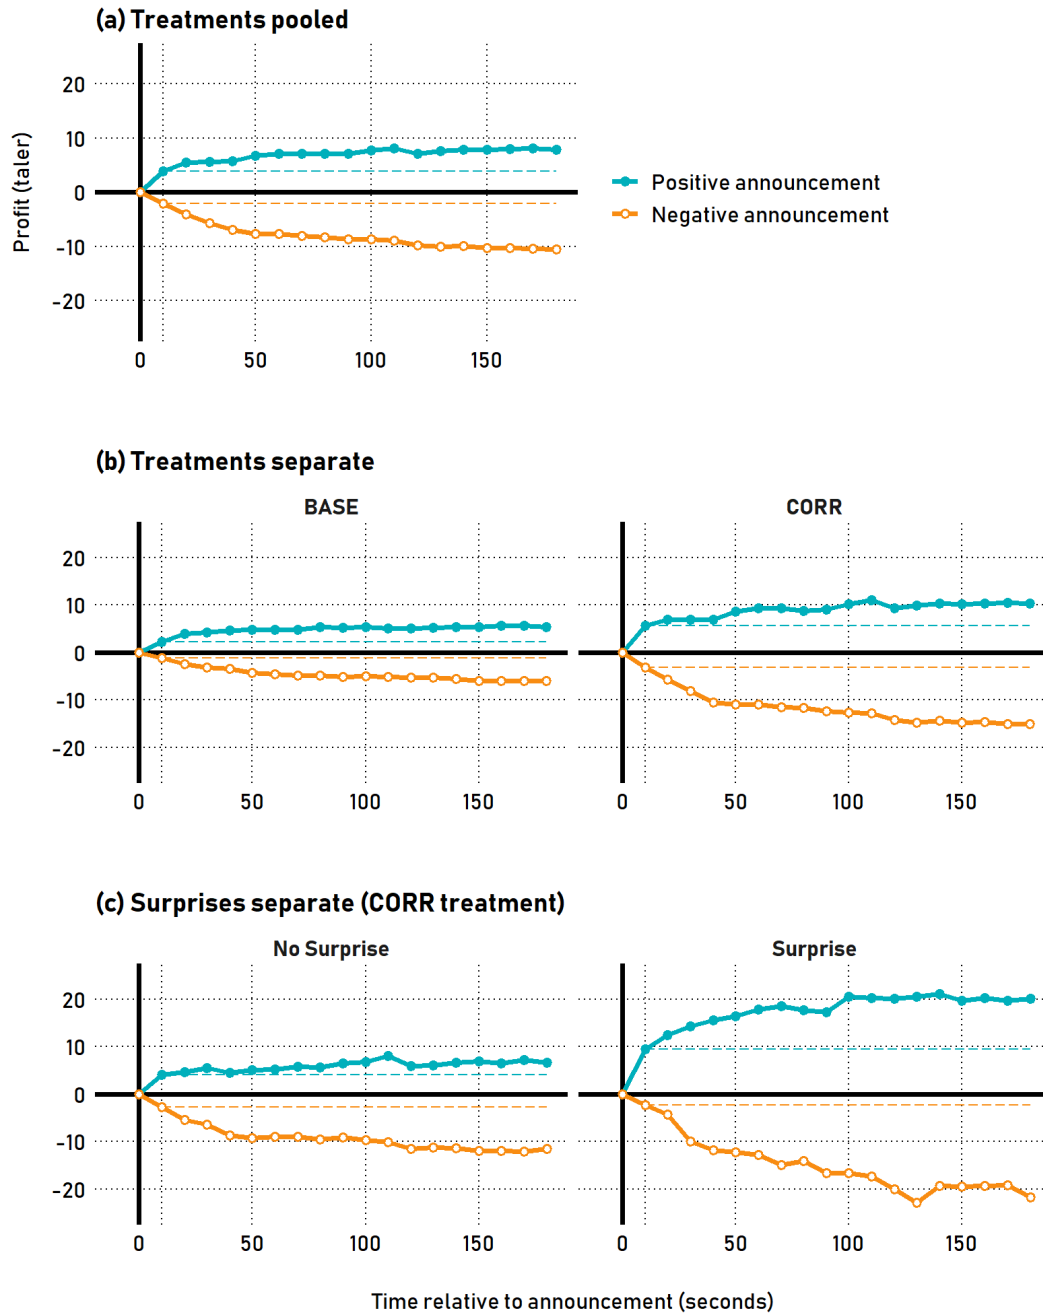 (a) Treatments pooled
20
10
0
−10
−20
Profit (taler)
0 50 100 150
Positive announcement
Negative announcement
(b) Treatments separate
BASE CORR
20
10
0
−10
−20
0 50 100 150 0 50 100 150
(c) Surprises separate (CORR treatment)
No Surprise Surprise
20
10
0
−10
−20
0 50 100 150 0 50 100 150
Time relative to announcement (seconds)